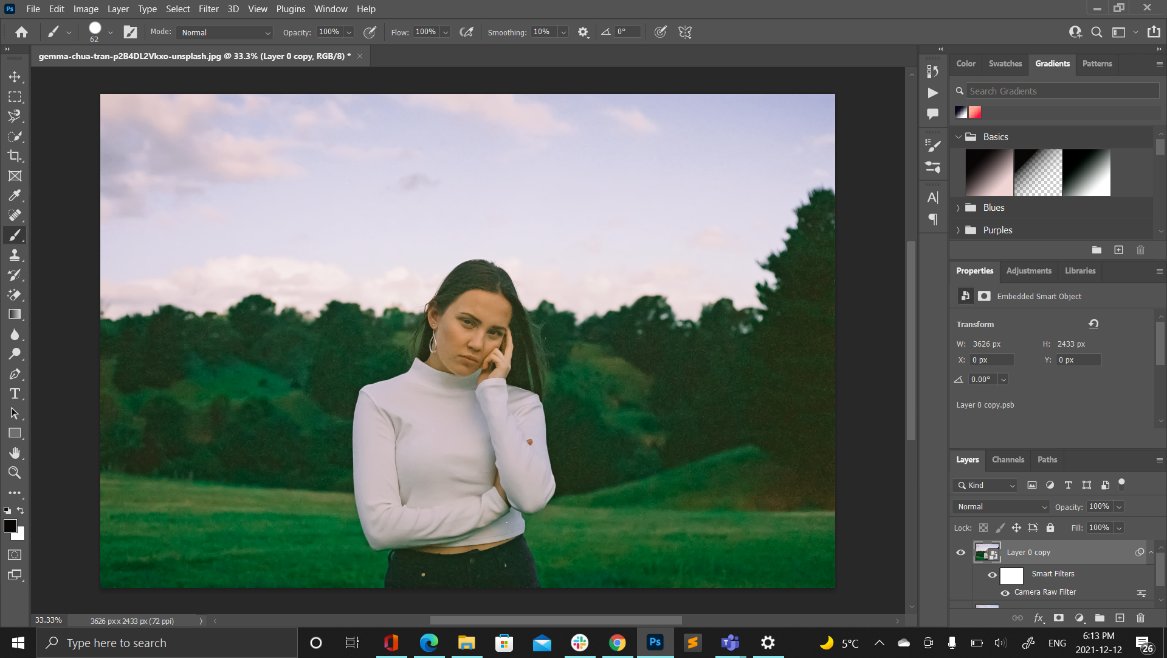 Ps File Edit Image Layer Type Select Filter 3D View Plugins Window Help
62 Mode: Normal Opacity: 100% Flow: 100% Smoothing: 10% 0°
gemma-chua-tran-p2B4DL2Vkxo-unsplash.jpg @ 33.3% (Layer 0 copy, RGB/8) *
Color Swatches Gradients Patterns
Search Gradients
Basics
Blues
Purples
Properties Adjustments Libraries
Embedded Smart Object
Transform
W: 3626 px H: 2433 px
X: 0 px Y: 0 px
0.00°
Layer 0 copy.psb
Layers Channels Paths
Kind
Normal Opacity: 100%
Lock: Fill: 100%
Layer 0 copy
Smart Filters
Camera Raw Filter
33.33% 3626 px x 2433 px (72 ppi)
Type here to search
Ps
5°C
ENG
6:13 PM
2021-12-12
26